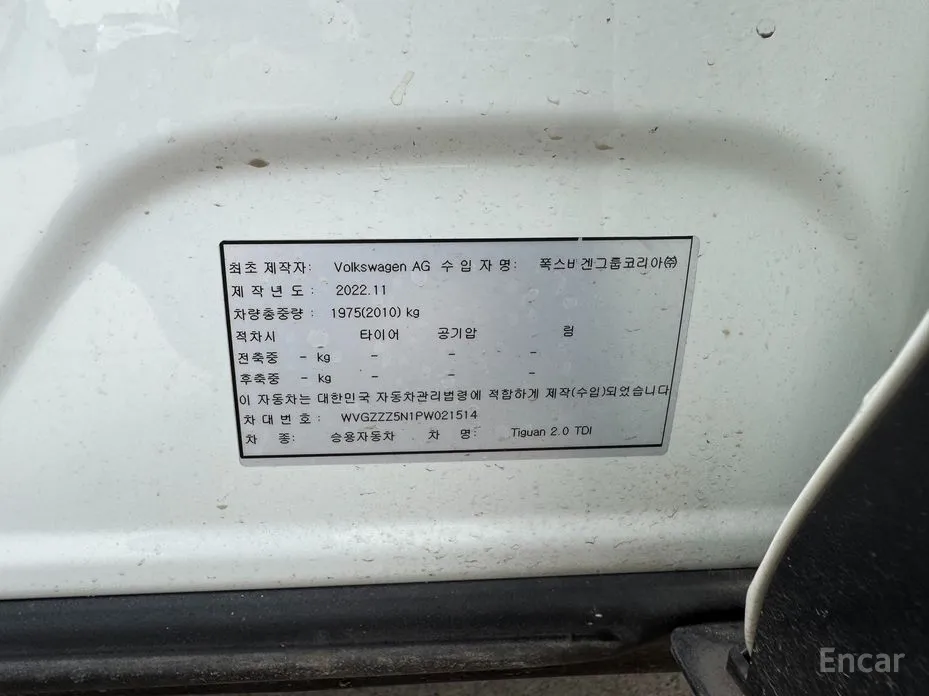 최초 제작자: Volkswagen AG 수 입 자 명: 폭스바겐그룹코리아㈜
제 작 년 도 : 2022.11
차량총중량 : 1975(2010) kg
적차시 타이어 공기압 림
전축중 - kg - - -
후축중 - kg - - -
이 자동차는 대한민국 자동차관리법령에 적합하게 제작(수입)되었습니다
차 대 번 호 : WVGZZZ5N1PW021514
차 종: 승용자동차 차 명: Tiguan 2.0 TDI
Encar